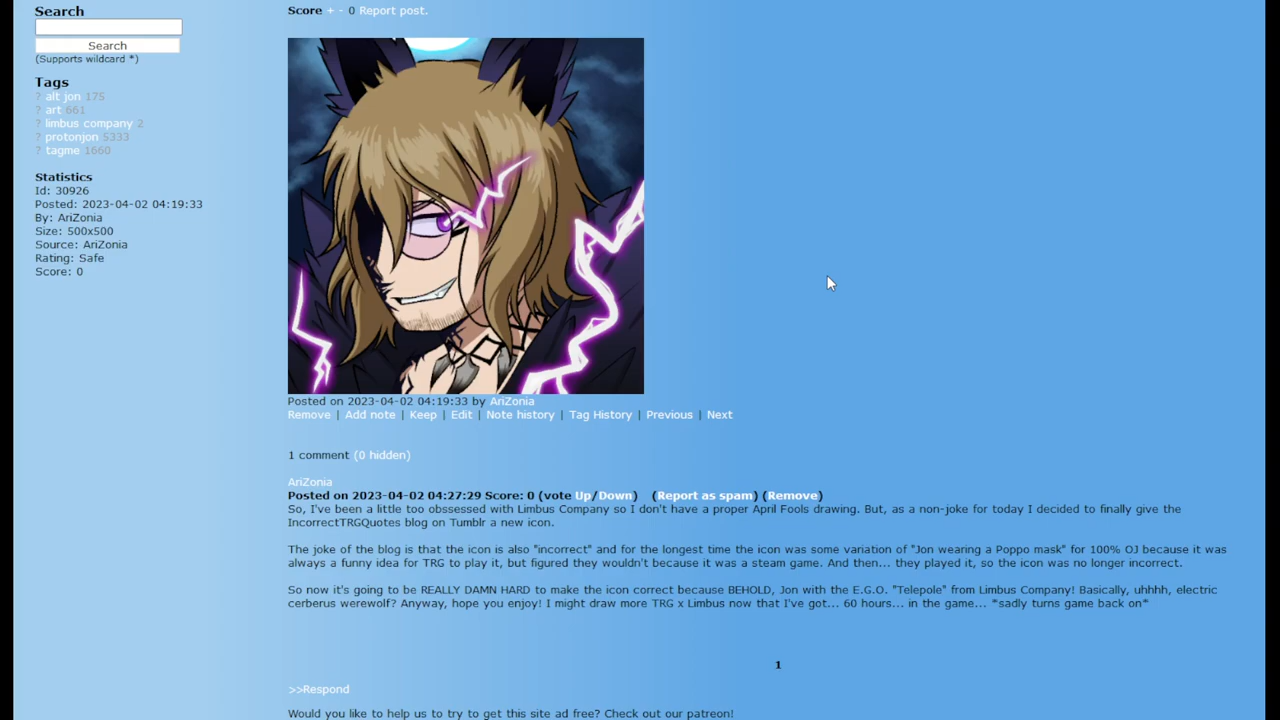 Search
Search
(Supports wildcard *)
Tags
? alt jon 175
? art 661
? limbus company 2
? protonjon 5333
? tagme 1660
Statistics
Id: 30926
Posted: 2023-04-02 04:19:33
By: AriZonia
Size: 500x500
Source: AriZonia
Rating: Safe
Score: 0
Score + - 0 Report post.
Posted on 2023-04-02 04:19:33 by AriZonia
Remove | Add note | Keep | Edit | Note history | Tag History | Previous | Next
1 comment (0 hidden)
AriZonia
Posted on 2023-04-02 04:27:29 Score: 0 (vote Up/Down) (Report as spam) (Remove)
So, I've been a little too obssessed with Limbus Company so I don't have a proper April Fools drawing. But, as a non-joke for today I decided to finally give the
IncorrectTRGQuotes blog on Tumblr a new icon.
The joke of the blog is that the icon is also "incorrect" and for the longest time the icon was some variation of "Jon wearing a Poppo mask" for 100% OJ because it was
always a funny idea for TRG to play it, but figured they wouldn't because it was a steam game. And then... they played it, so the icon was no longer incorrect.
So now it's going to be REALLY DAMN HARD to make the icon correct because BEHOLD, Jon with the E.G.O. "Telepole" from Limbus Company! Basically, uhhhh, electric
cerberus werewolf? Anyway, hope you enjoy! I might draw more TRG x Limbus now that I've got... 60 hours... in the game... *sadly turns game back on*
1
>>Respond
Would you like to help us to try to get this site ad free? Check out our patreon!